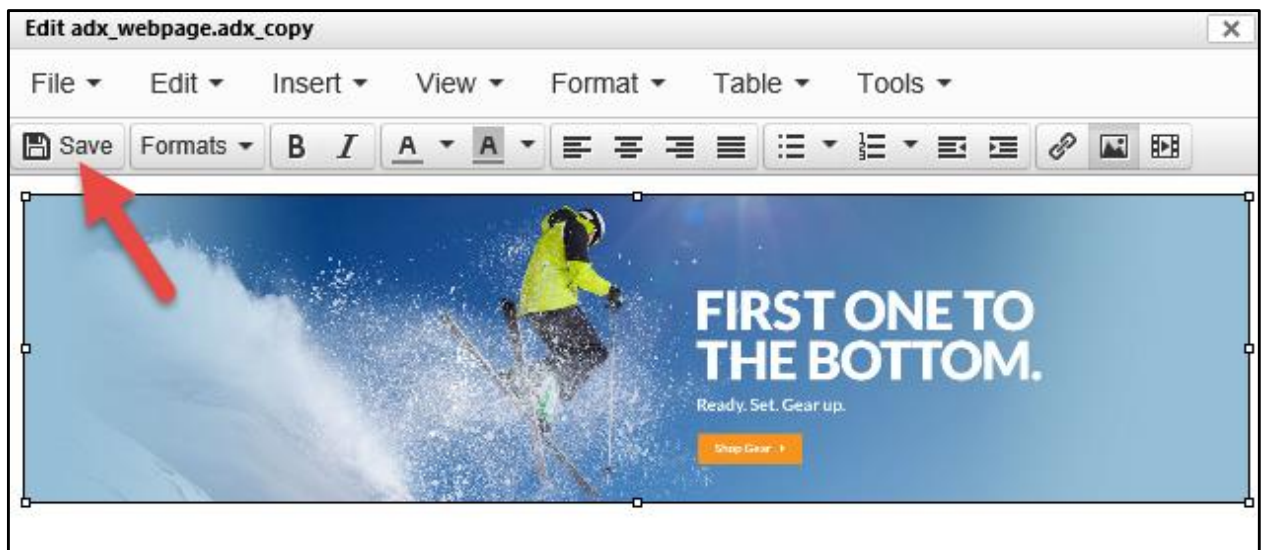 Edit adx_webpage.adx_copy
File Edit Insert View Format Table Tools
Save Formats B I A A
FIRST ONE TO
THE BOTTOM.
Ready. Set. Gear up.
Shop Gear